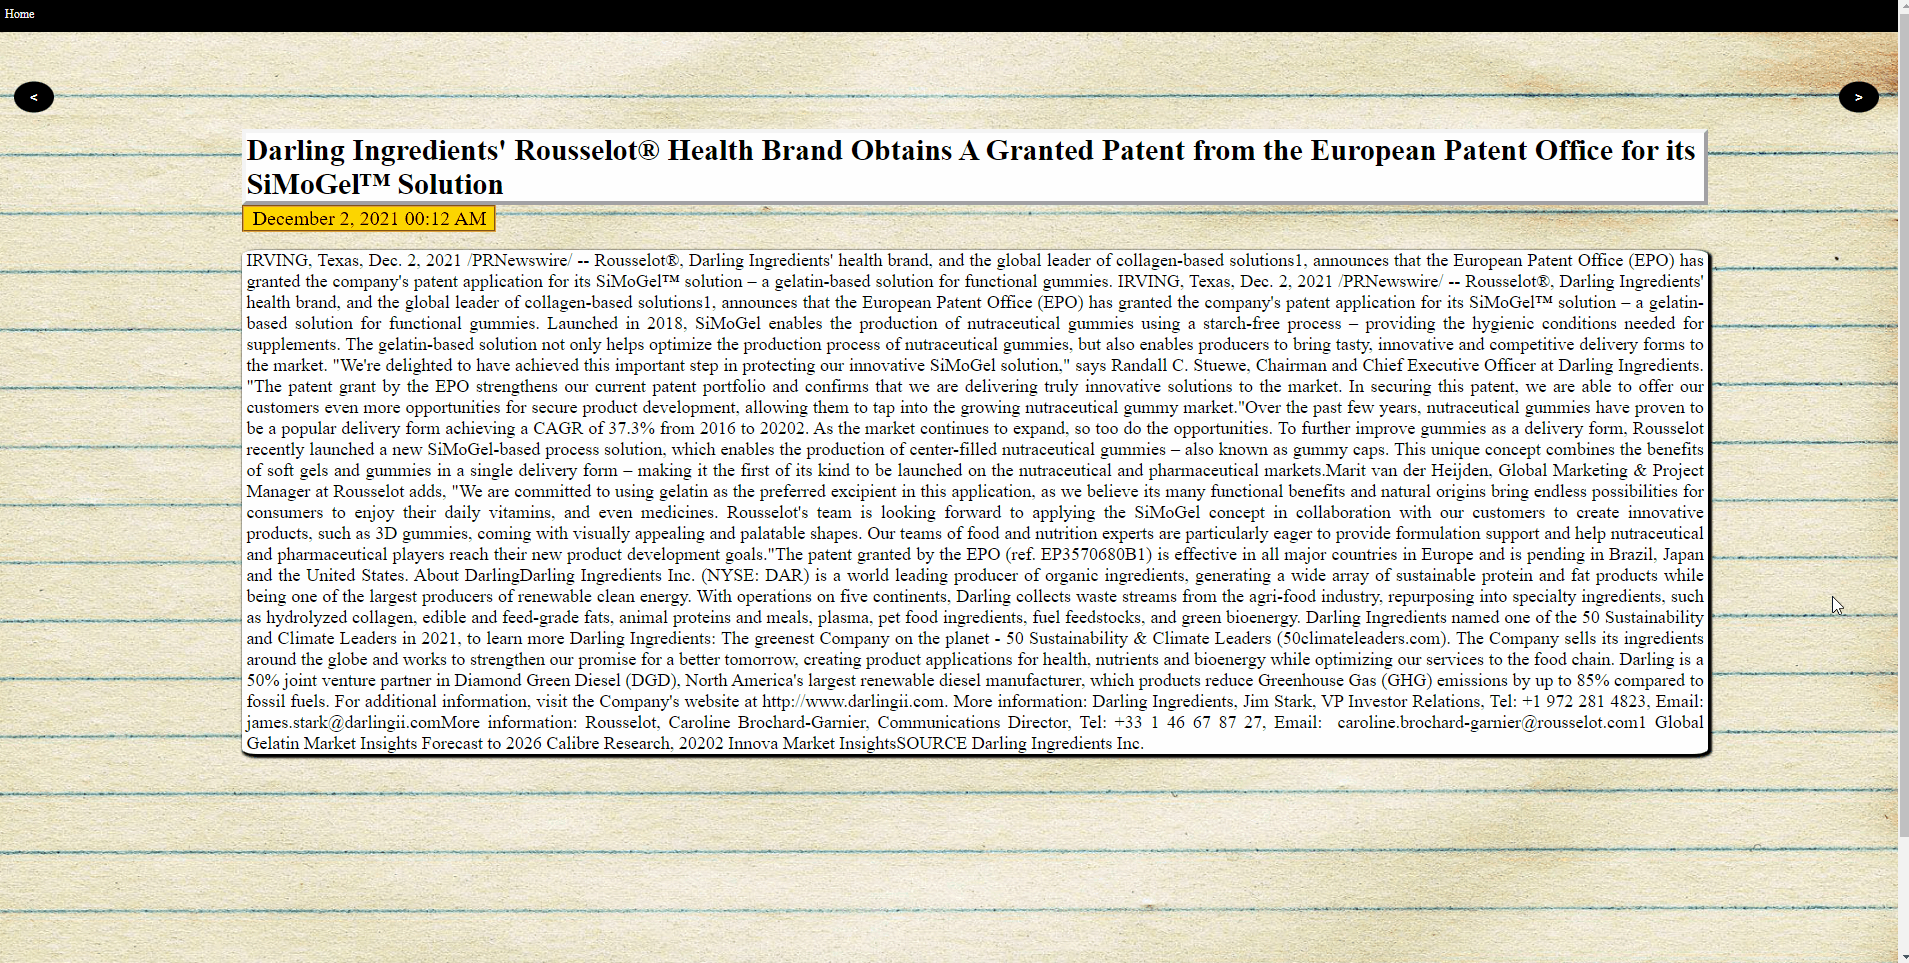 Home
<
>
Darling Ingredients' Rousselot® Health Brand Obtains A Granted Patent from the European Patent Office for its
SiMoGel™ Solution
December 2, 2021 00:12 AM
IRVING, Texas, Dec. 2, 2021 /PRNewswire/ -- Rousselot®, Darling Ingredients' health brand, and the global leader of collagen-based solutions1, announces that the European Patent Office (EPO) has
granted the company's patent application for its SiMoGel™ solution – a gelatin-based solution for functional gummies. IRVING, Texas, Dec. 2, 2021 /PRNewswire/ -- Rousselot®, Darling Ingredients'
health brand, and the global leader of collagen-based solutions1, announces that the European Patent Office (EPO) has granted the company's patent application for its SiMoGel™ solution – a gelatin-
based solution for functional gummies. Launched in 2018, SiMoGel enables the production of nutraceutical gummies using a starch-free process – providing the hygienic conditions needed for
supplements. The gelatin-based solution not only helps optimize the production process of nutraceutical gummies, but also enables producers to bring tasty, innovative and competitive delivery forms to
the market. "We're delighted to have achieved this important step in protecting our innovative SiMoGel solution," says Randall C. Stuewe, Chairman and Chief Executive Officer at Darling Ingredients.
"The patent grant by the EPO strengthens our current patent portfolio and confirms that we are delivering truly innovative solutions to the market. In securing this patent, we are able to offer our
customers even more opportunities for secure product development, allowing them to tap into the growing nutraceutical gummy market."Over the past few years, nutraceutical gummies have proven to
be a popular delivery form achieving a CAGR of 37.3% from 2016 to 20202. As the market continues to expand, so too do the opportunities. To further improve gummies as a delivery form, Rousselot
recently launched a new SiMoGel-based process solution, which enables the production of center-filled nutraceutical gummies – also known as gummy caps. This unique concept combines the benefits
of soft gels and gummies in a single delivery form – making it the first of its kind to be launched on the nutraceutical and pharmaceutical markets.Marit van der Heijden, Global Marketing & Project
Manager at Rousselot adds, "We are committed to using gelatin as the preferred excipient in this application, as we believe its many functional benefits and natural origins bring endless possibilities for
consumers to enjoy their daily vitamins, and even medicines. Rousselot's team is looking forward to applying the SiMoGel concept in collaboration with our customers to create innovative
products, such as 3D gummies, coming with visually appealing and palatable shapes. Our teams of food and nutrition experts are particularly eager to provide formulation support and help nutraceutical
and pharmaceutical players reach their new product development goals."The patent granted by the EPO (ref. EP3570680B1) is effective in all major countries in Europe and is pending in Brazil, Japan
and the United States. About DarlingDarling Ingredients Inc. (NYSE: DAR) is a world leading producer of organic ingredients, generating a wide array of sustainable protein and fat products while
being one of the largest producers of renewable clean energy. With operations on five continents, Darling collects waste streams from the agri-food industry, repurposing into specialty ingredients, such
as hydrolyzed collagen, edible and feed-grade fats, animal proteins and meals, plasma, pet food ingredients, fuel feedstocks, and green bioenergy. Darling Ingredients named one of the 50 Sustainability
and Climate Leaders in 2021, to learn more Darling Ingredients: The greenest Company on the planet - 50 Sustainability & Climate Leaders (50climateleaders.com). The Company sells its ingredients
around the globe and works to strengthen our promise for a better tomorrow, creating product applications for health, nutrients and bioenergy while optimizing our services to the food chain. Darling is a
50% joint venture partner in Diamond Green Diesel (DGD), North America's largest renewable diesel manufacturer, which products reduce Greenhouse Gas (GHG) emissions by up to 85% compared to
fossil fuels. For additional information, visit the Company's website at http://www.darlingii.com. More information: Darling Ingredients, Jim Stark, VP Investor Relations, Tel: +1 972 281 4823, Email:
james.stark@darlingii.comMore information: Rousselot, Caroline Brochard-Garnier, Communications Director, Tel: +33 1 46 67 87 27, Email: caroline.brochard-garnier@rousselot.com1 Global
Gelatin Market Insights Forecast to 2026 Calibre Research, 20202 Innova Market InsightsSOURCE Darling Ingredients Inc.